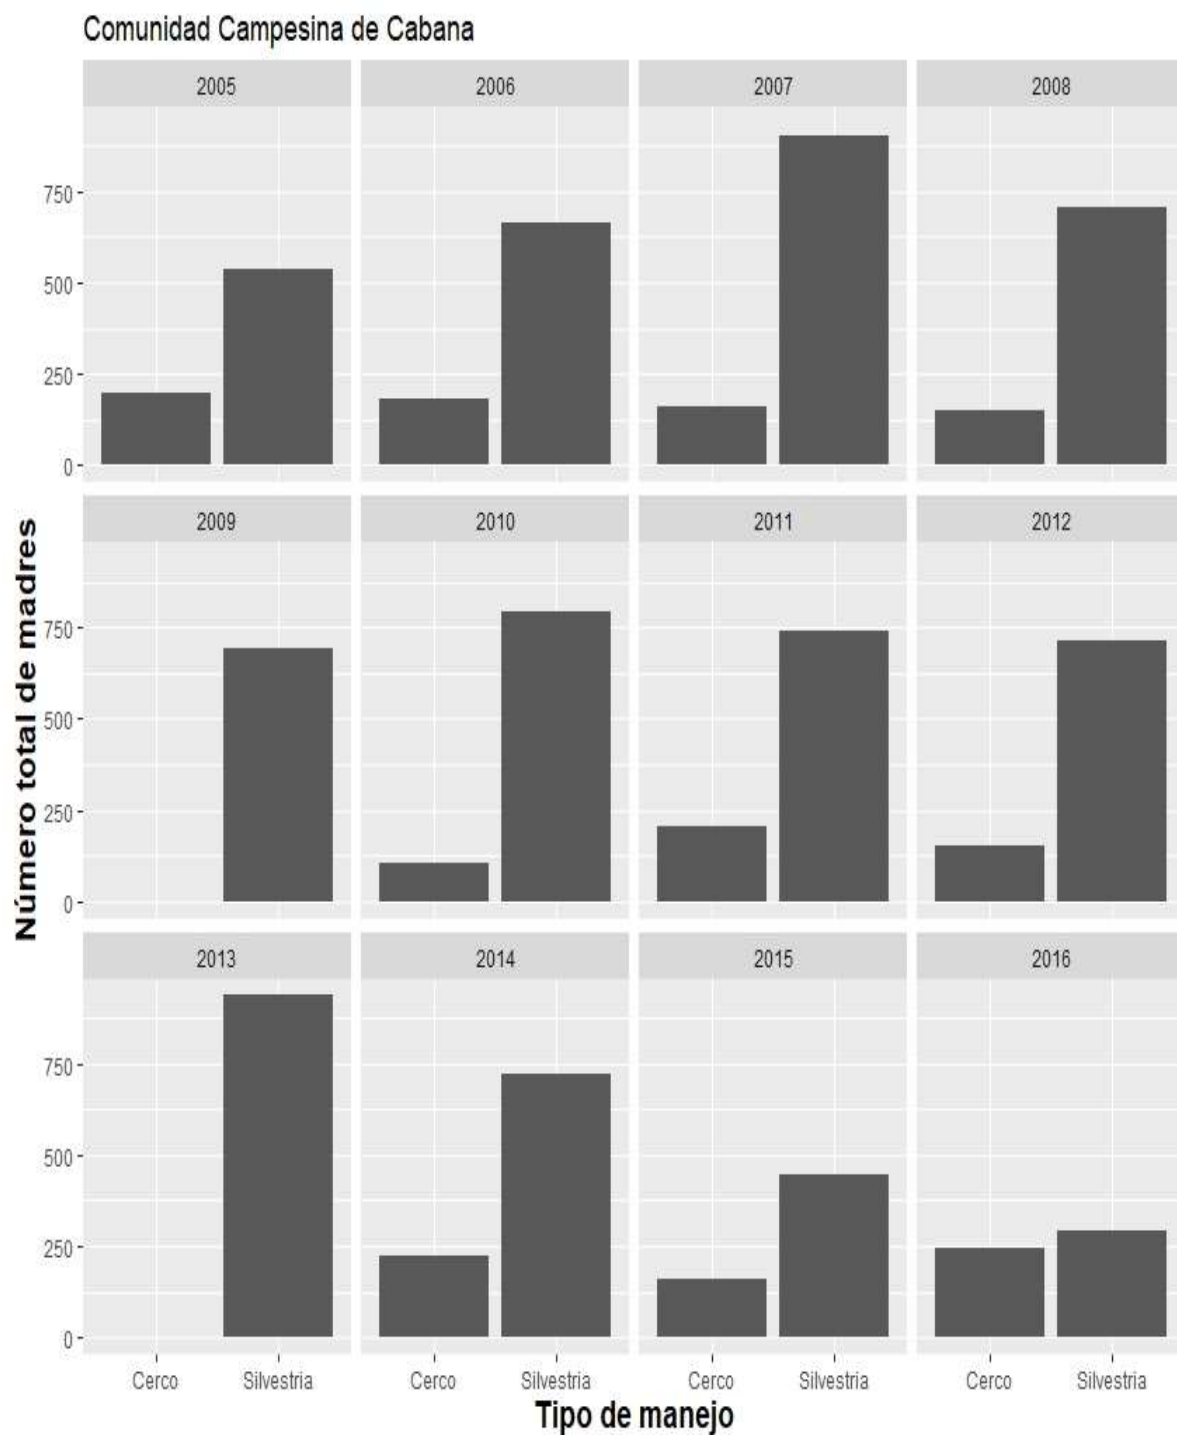 Comunidad Campesina de Cabana
2005 2006 2007 2008
750
500
250
0
2009 2010 2011 2012
750
500
250
0
2013 2014 2015 2016
750
500
250
0
Número total de madres
Cerco Silvestria Cerco Silvestria Cerco Silvestria Cerco Silvestria
Tipo de manejo